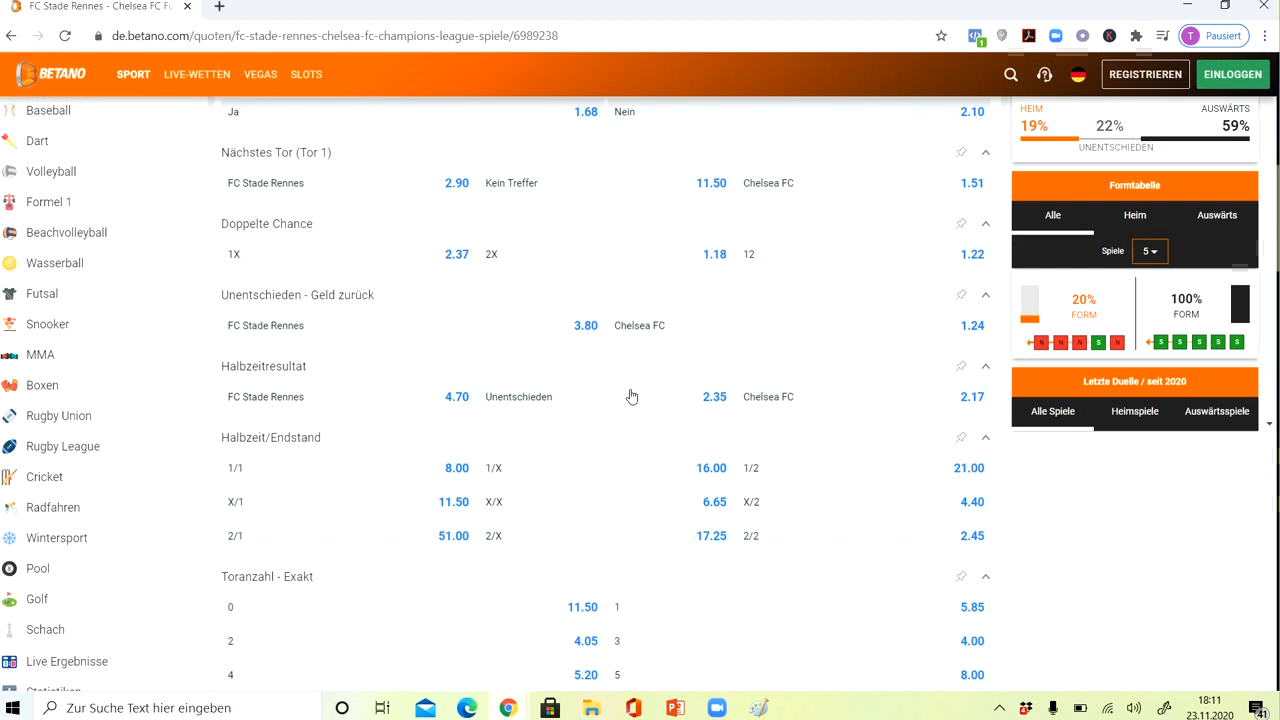 FC Stade Rennes - Chelsea FC Fu
de.betano.com/quoten/fc-stade-rennes-chelsea-fc-champions-league-spiele/6989238
1
K
T Pausiert
BETANO SPORT LIVE-WETTEN VEGAS SLOTS REGISTRIEREN EINLOGGEN
Baseball
Dart
Volleyball
Formel 1
Beachvolleyball
Wasserball
Futsal
Snooker
MMA
Boxen
Rugby Union
Rugby League
Cricket
Radfahren
Wintersport
Pool
Golf
Schach
Live Ergebnisse
Statistiken
Ja 1.68 Nein 2.10
Nächstes Tor (Tor 1)
FC Stade Rennes 2.90 Kein Treffer 11.50 Chelsea FC 1.51
Doppelte Chance
1X 2.37 2X 1.18 12 1.22
Unentschieden - Geld zurück
FC Stade Rennes 3.80 Chelsea FC 1.24
Halbzeitresultat
FC Stade Rennes 4.70 Unentschieden 2.35 Chelsea FC 2.17
Halbzeit/Endstand
1/1 8.00 1/X 16.00 1/2 21.00
X/1 11.50 X/X 6.65 X/2 4.40
2/1 51.00 2/X 17.25 2/2 2.45
Toranzahl - Exakt
0 11.50 1 5.85
2 4.05 3 4.00
4 5.20 5 8.00
HEIM AUSWÄRTS
19% 22% 59%
UNENTSCHIEDEN
Formtabelle
Alle Heim Auswärts
Spiele 5
20% 100%
FORM FORM
N N N S N S S S S S
Letzte Duelle / seit 2020
Alle Spiele Heimspiele Auswärtsspiele
Zur Suche Text hier eingeben
18:11
23.11.2020
41